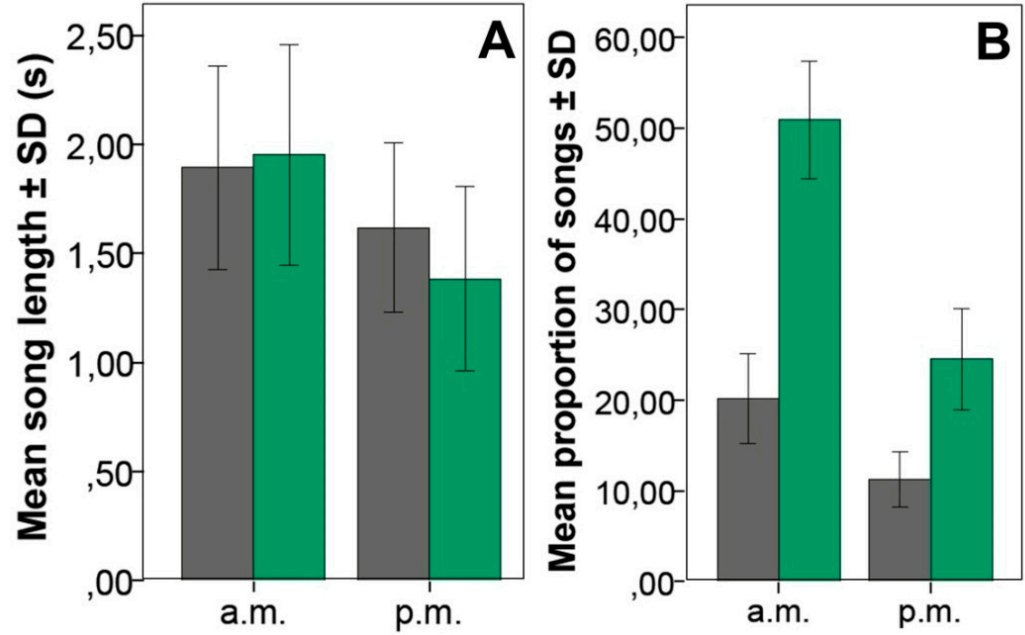 A
Mean song length ± SD (s)
2,50
2,00
1,50
1,00
,50
,00
a.m.
p.m.
B
Mean proportion of songs ± SD
60,00
50,00
40,00
30,00
20,00
10,00
,00
a.m.
p.m.